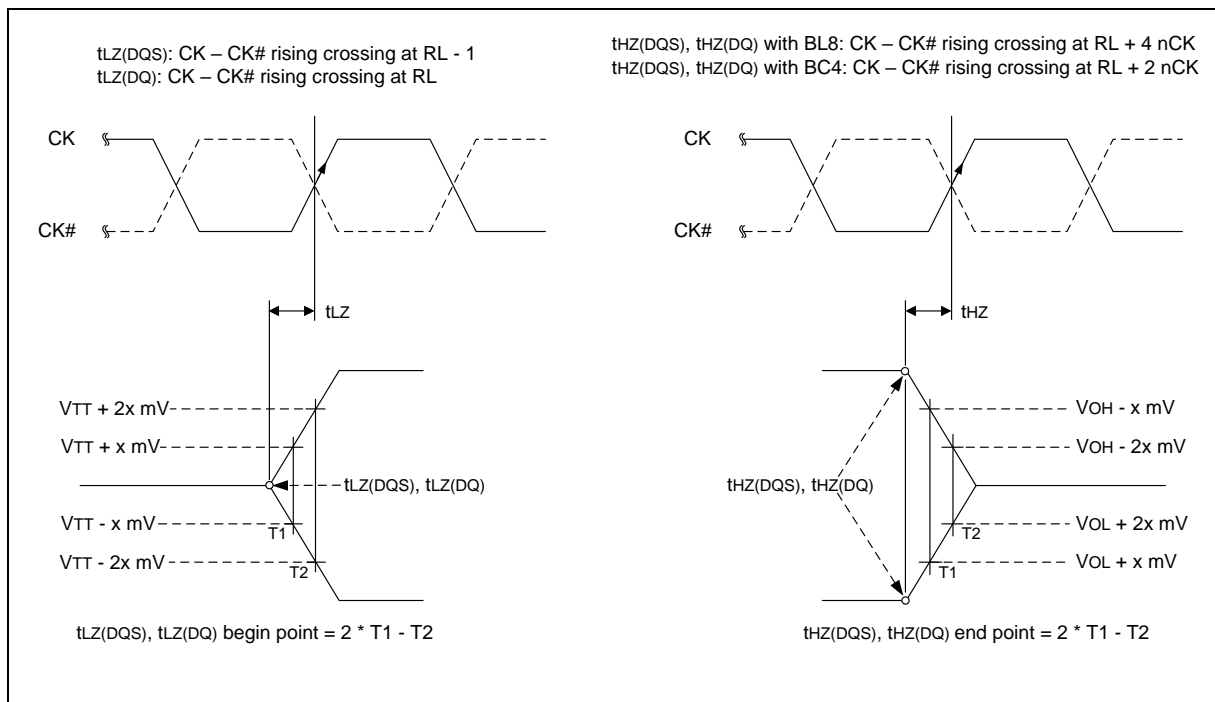 tLZ(DQS): CK – CK# rising crossing at RL - 1
tLZ(DQ): CK – CK# rising crossing at RL
CK
CK#
tLZ
VTT + 2x mV
VTT + x mV
tLZ(DQS), tLZ(DQ)
VTT - x mV
T1
VTT - 2x mV
T2
tLZ(DQS), tLZ(DQ) begin point = 2 * T1 - T2
tHZ(DQS), tHZ(DQ) with BL8: CK – CK# rising crossing at RL + 4 nCK
tHZ(DQS), tHZ(DQ) with BC4: CK – CK# rising crossing at RL + 2 nCK
CK
CK#
tHZ
VOH - x mV
VOH - 2x mV
tHZ(DQS), tHZ(DQ)
VOL + 2x mV
T2
VOL + x mV
T1
tHZ(DQS), tHZ(DQ) end point = 2 * T1 - T2